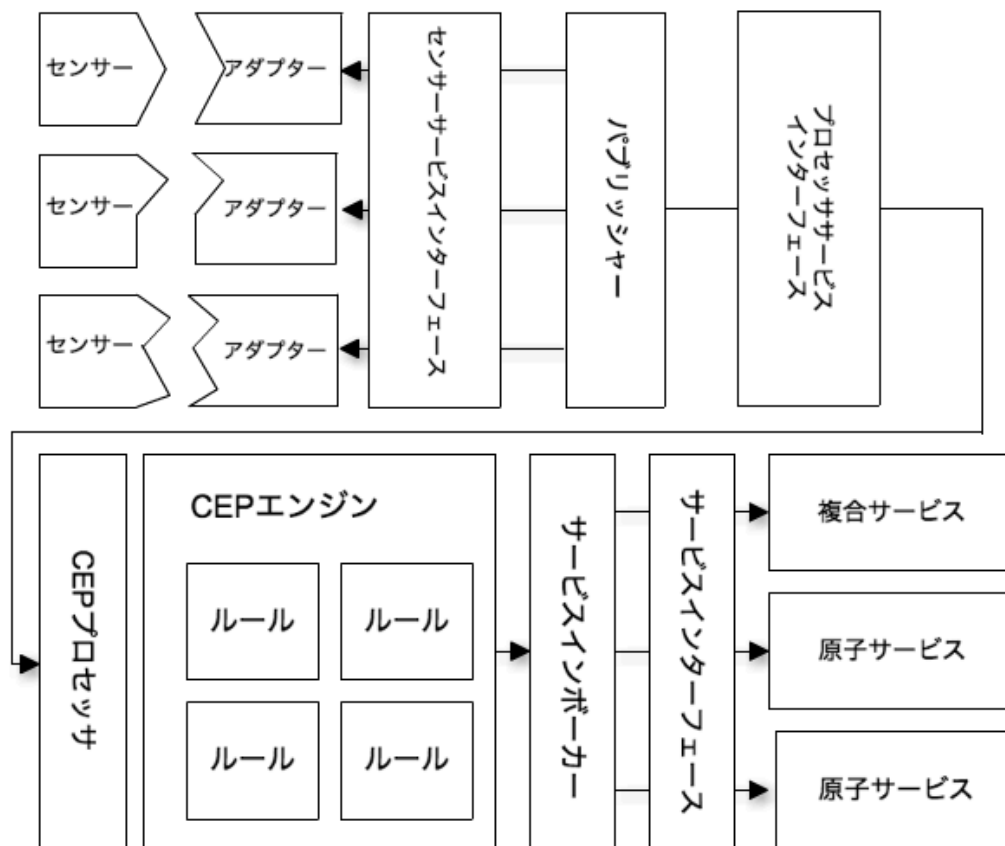 センサー
アダプター
センサー
アダプター
センサー
アダプター
センサーサービスインターフェース
パブリッシャー
プロセッササービス
インターフェース
CEPプロセッサ
CEPエンジン
ルール
ルール
ルール
ルール
サービスインボーカー
サービスインターフェース
複合サービス
原子サービス
原子サービス